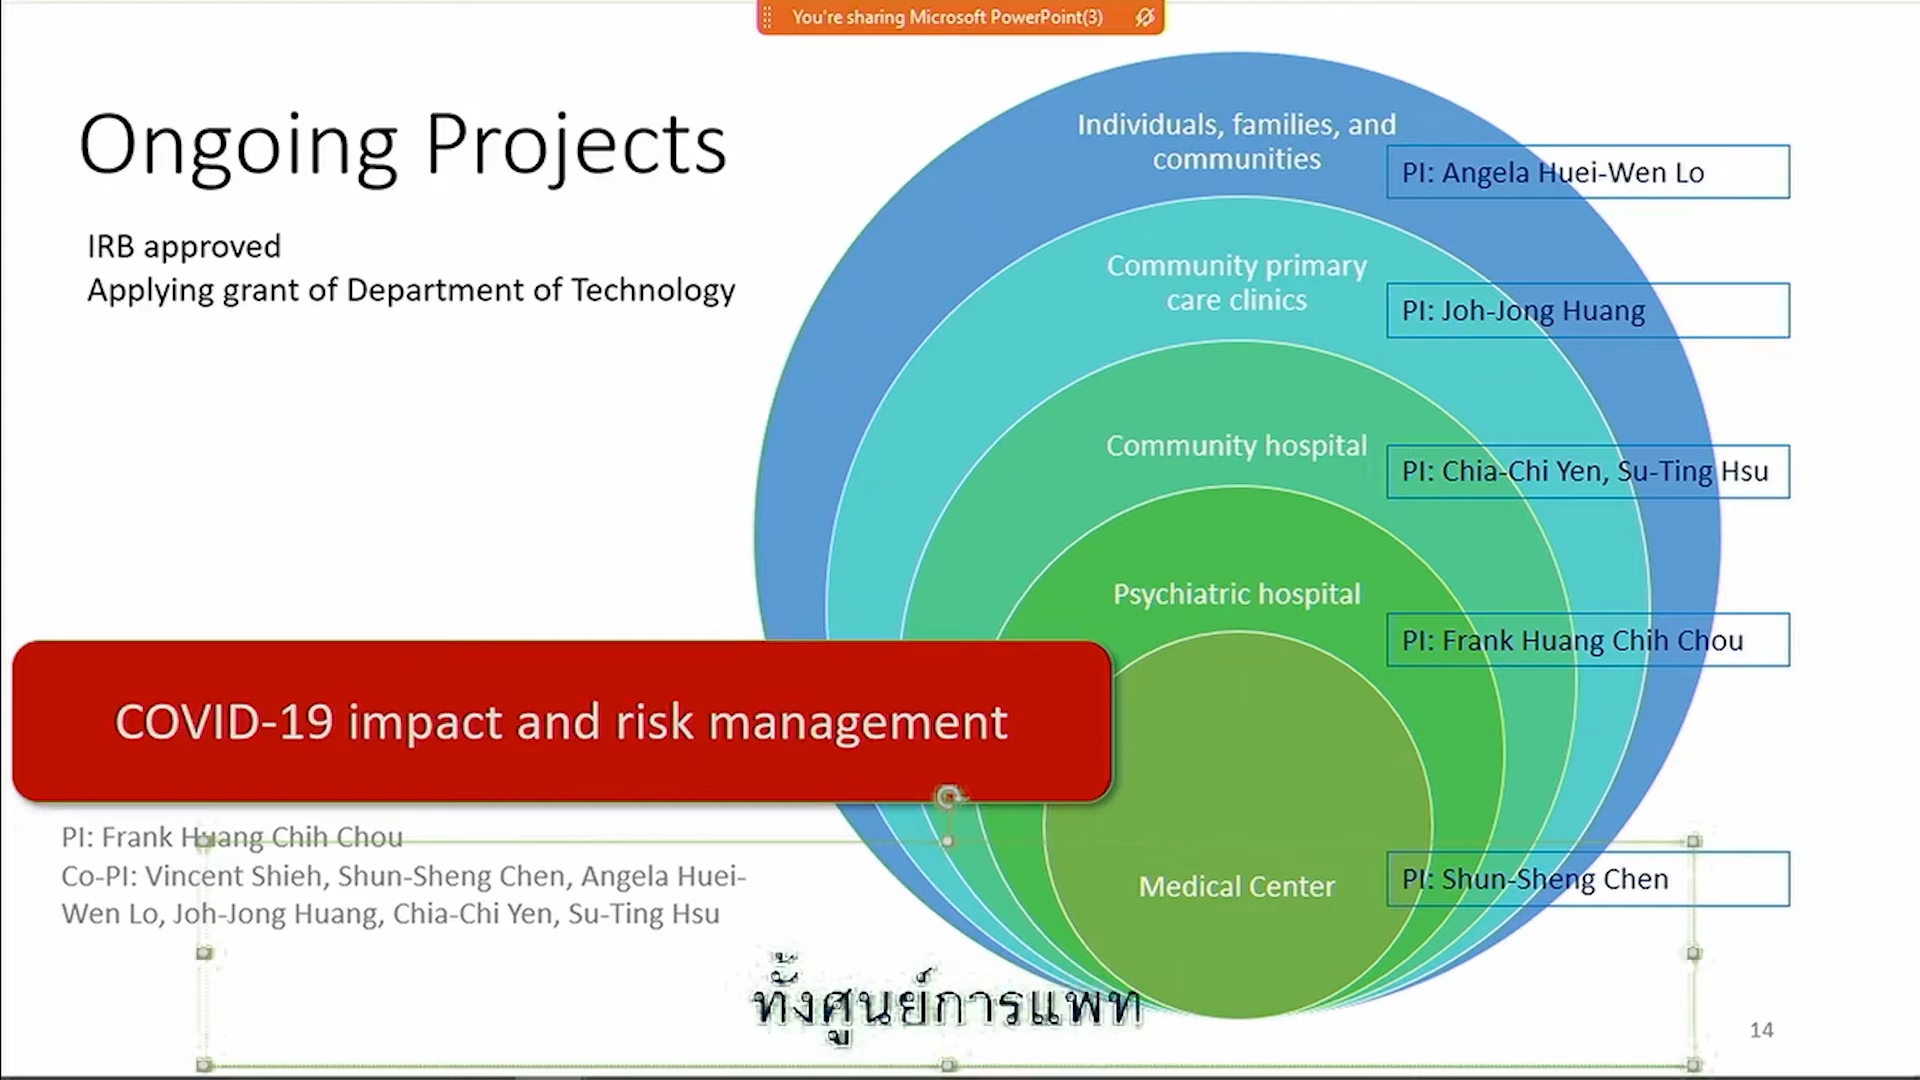 You're sharing Microsoft PowerPoint(3)
Ongoing Projects
IRB approved
Applying grant of Department of Technology
Individuals, families, and
communities
PI: Angela Huei-Wen Lo
Community primary
care clinics
PI: Joh-Jong Huang
Community hospital
PI: Chia-Chi Yen, Su-Ting Hsu
Psychiatric hospital
PI: Frank Huang Chih Chou
COVID-19 impact and risk management
PI: Frank Huang Chih Chou
Co-PI: Vincent Shieh, Shun-Sheng Chen, Angela Huei-
Wen Lo, Joh-Jong Huang, Chia-Chi Yen, Su-Ting Hsu
Medical Center
PI: Shun-Sheng Chen
ทั้งศูนย์การแพท
14